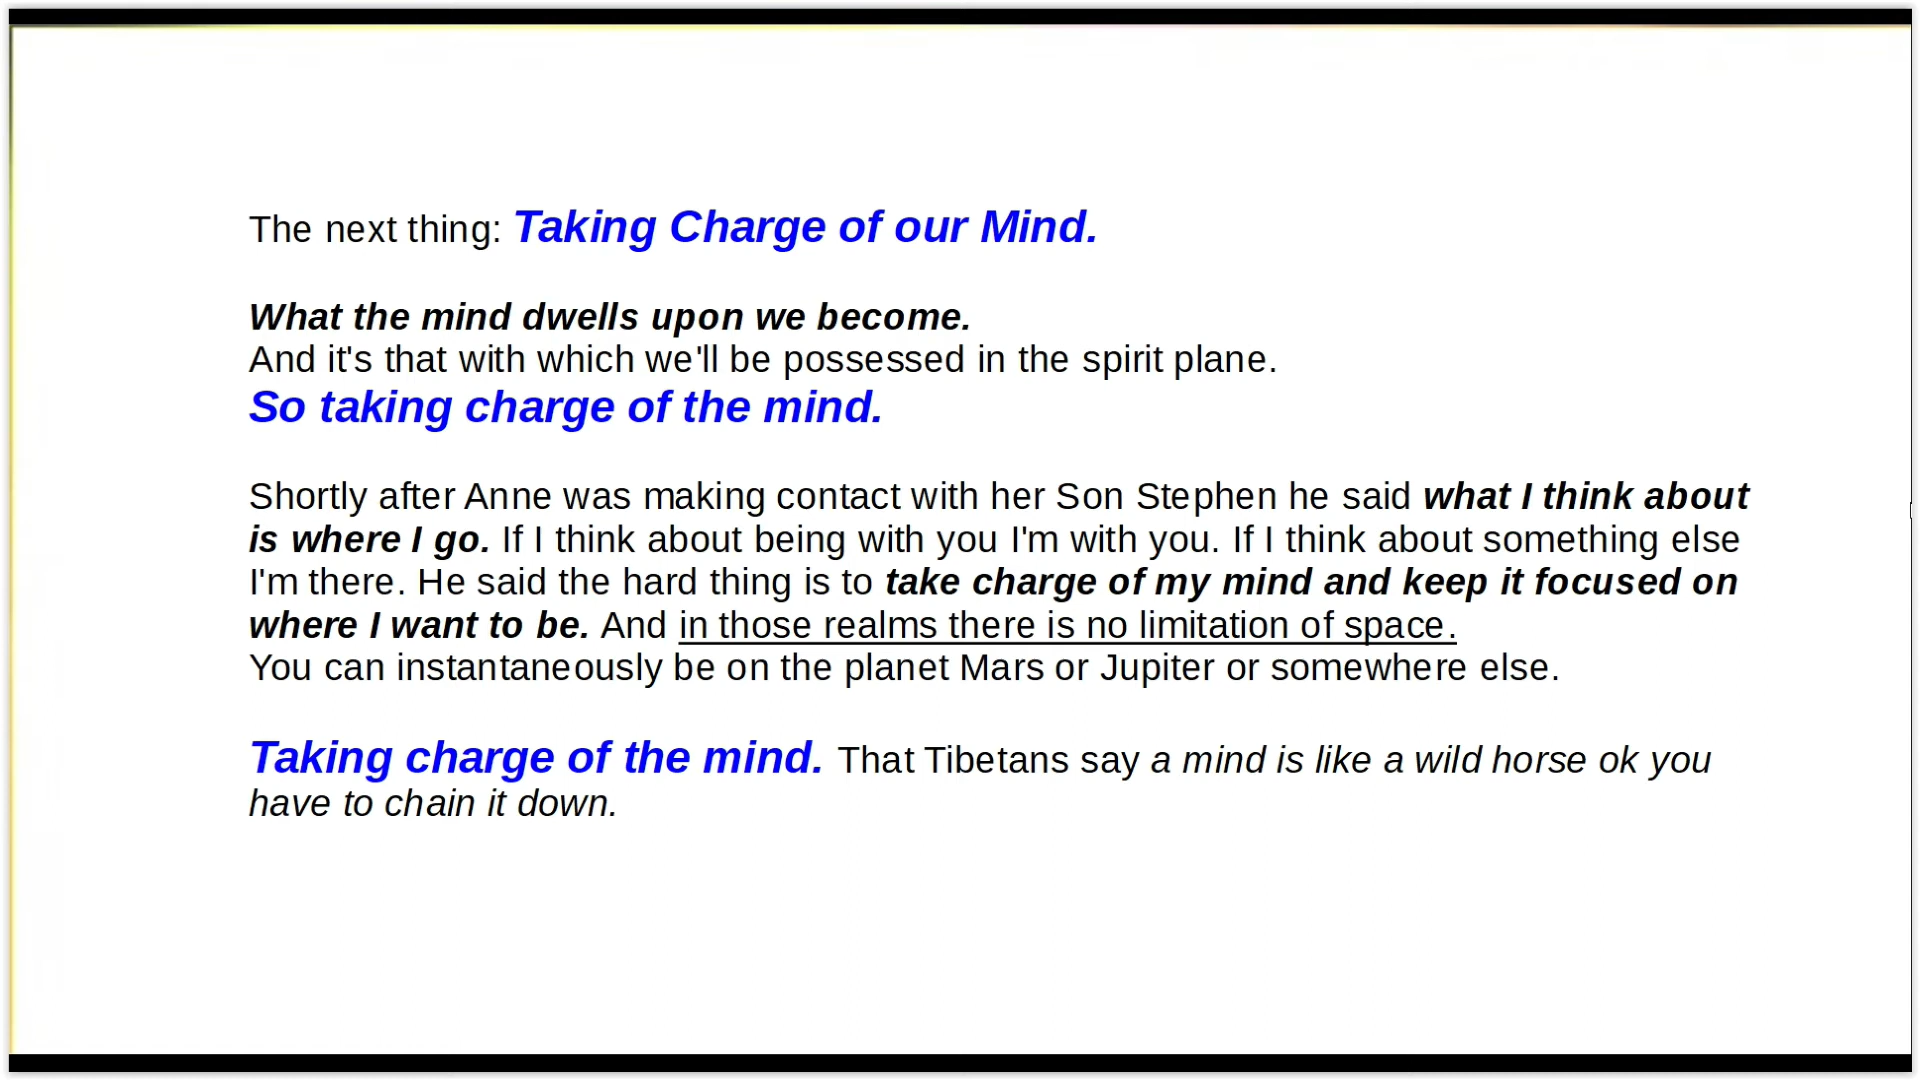 The next thing: Taking Charge of our Mind.
What the mind dwells upon we become.
And it's that with which we'll be possessed in the spirit plane.
So taking charge of the mind.
Shortly after Anne was making contact with her Son Stephen he said what I think about
is where I go. If I think about being with you I'm with you. If I think about something else
I'm there. He said the hard thing is to take charge of my mind and keep it focused on
where I want to be. And in those realms there is no limitation of space.
You can instantaneously be on the planet Mars or Jupiter or somewhere else.
Taking charge of the mind. That Tibetans say a mind is like a wild horse ok you
have to chain it down.